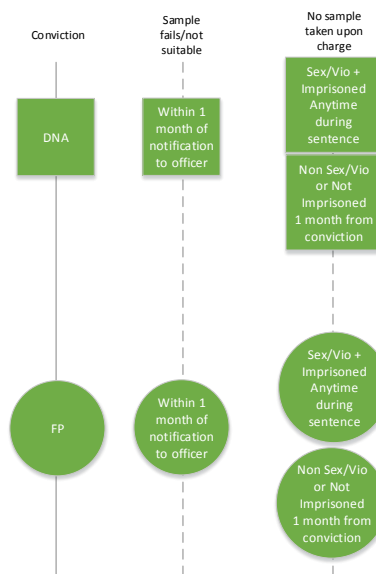 Conviction
Sample
fails/not
suitable
No sample
taken upon
charge
DNA
Within 1
month of
notification
to officer
Sex/Vio +
Imprisoned
Anytime
during
sentence
Non Sex/Vio
or Not
Imprisoned
1 month from
conviction
FP
Within 1
month of
notification
to officer
Sex/Vio +
Imprisoned
Anytime
during
sentence
Non Sex/Vio
or Not
Imprisoned
1 month from
conviction